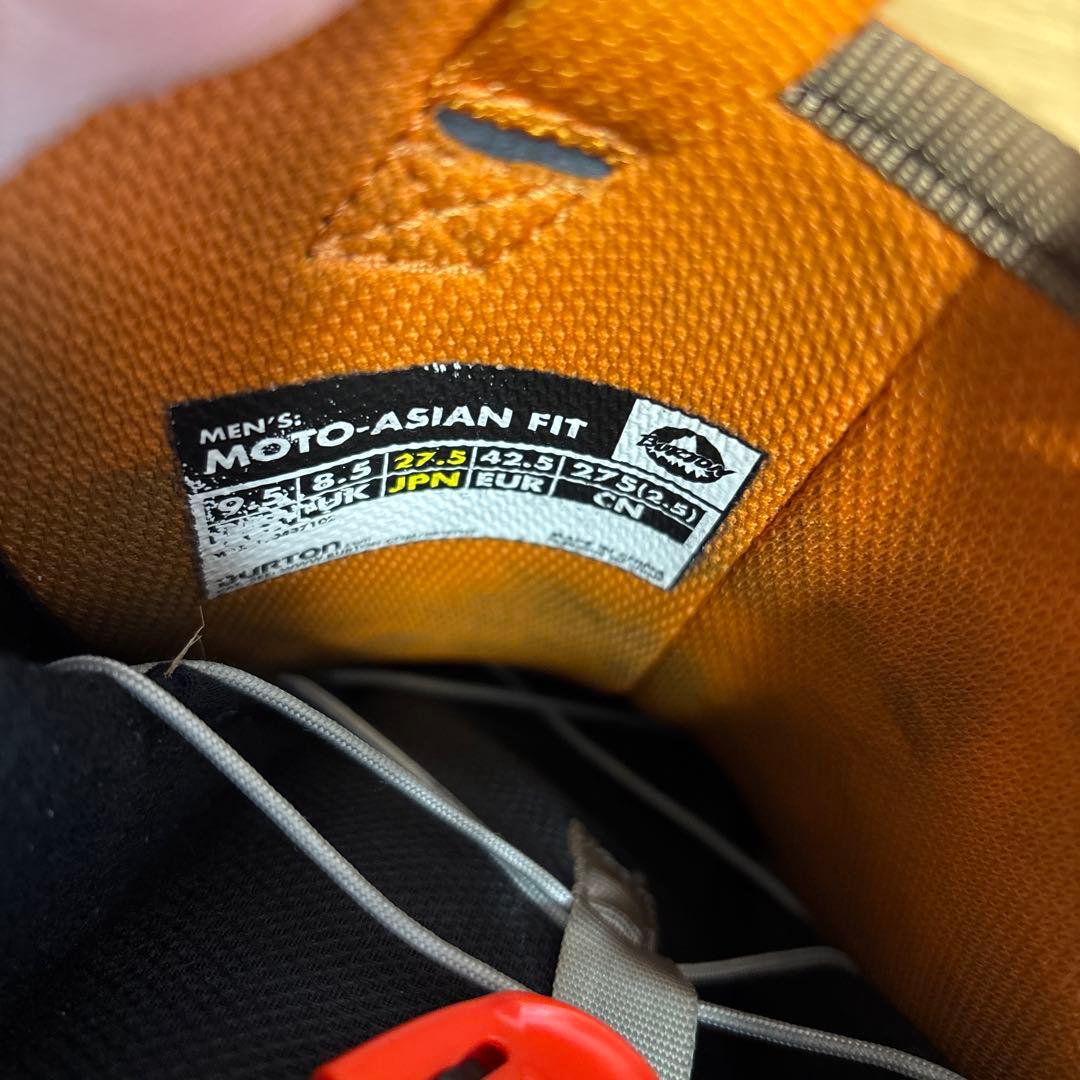 MEN'S:
MOTO-ASIAN FIT
BURTON
9.5 8.5 27.5 42.5 275(2.5)
UK JPN EUR CN
BURTON